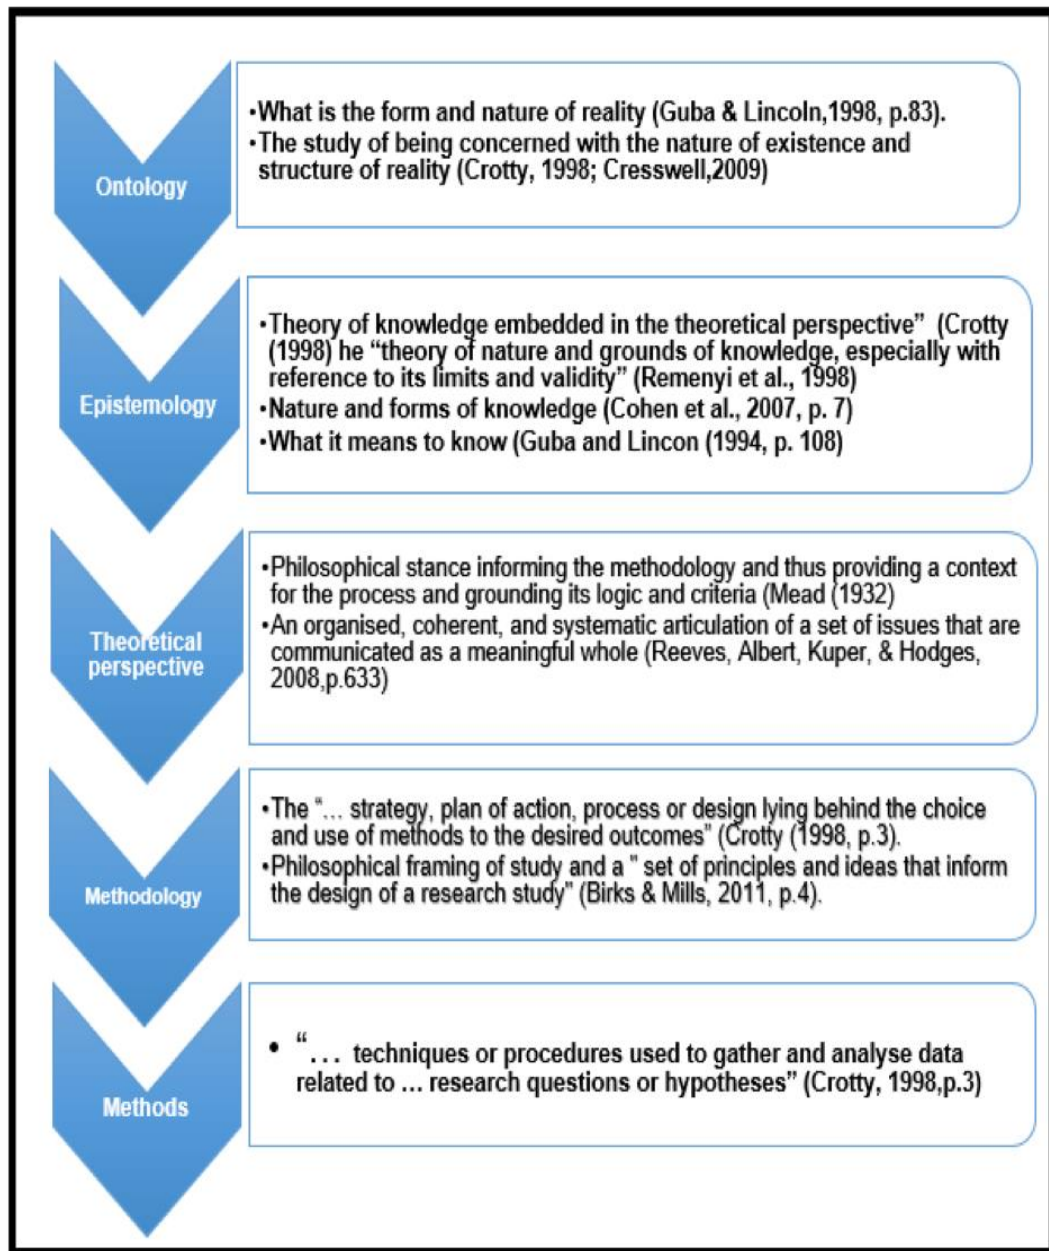 Ontology
•What is the form and nature of reality (Guba & Lincoln,1998, p.83).
•The study of being concerned with the nature of existence and
structure of reality (Crotty, 1998; Cresswell,2009)
Epistemology
•Theory of knowledge embedded in the theoretical perspective” (Crotty
(1998) he “theory of nature and grounds of knowledge, especially with
reference to its limits and validity” (Remenyi et al., 1998)
•Nature and forms of knowledge (Cohen et al., 2007, p. 7)
•What it means to know (Guba and Lincon (1994, p. 108)
Theoretical
perspective
•Philosophical stance informing the methodology and thus providing a context
for the process and grounding its logic and criteria (Mead (1932)
•An organised, coherent, and systematic articulation of a set of issues that are
communicated as a meaningful whole (Reeves, Albert, Kuper, & Hodges,
2008,p.633)
Methodology
•The “... strategy, plan of action, process or design lying behind the choice
and use of methods to the desired outcomes” (Crotty (1998, p.3).
•Philosophical framing of study and a " set of principles and ideas that inform
the design of a research study” (Birks & Mills, 2011, p.4).
Methods
• “... techniques or procedures used to gather and analyse data
related to ... research questions or hypotheses” (Crotty, 1998,p.3)